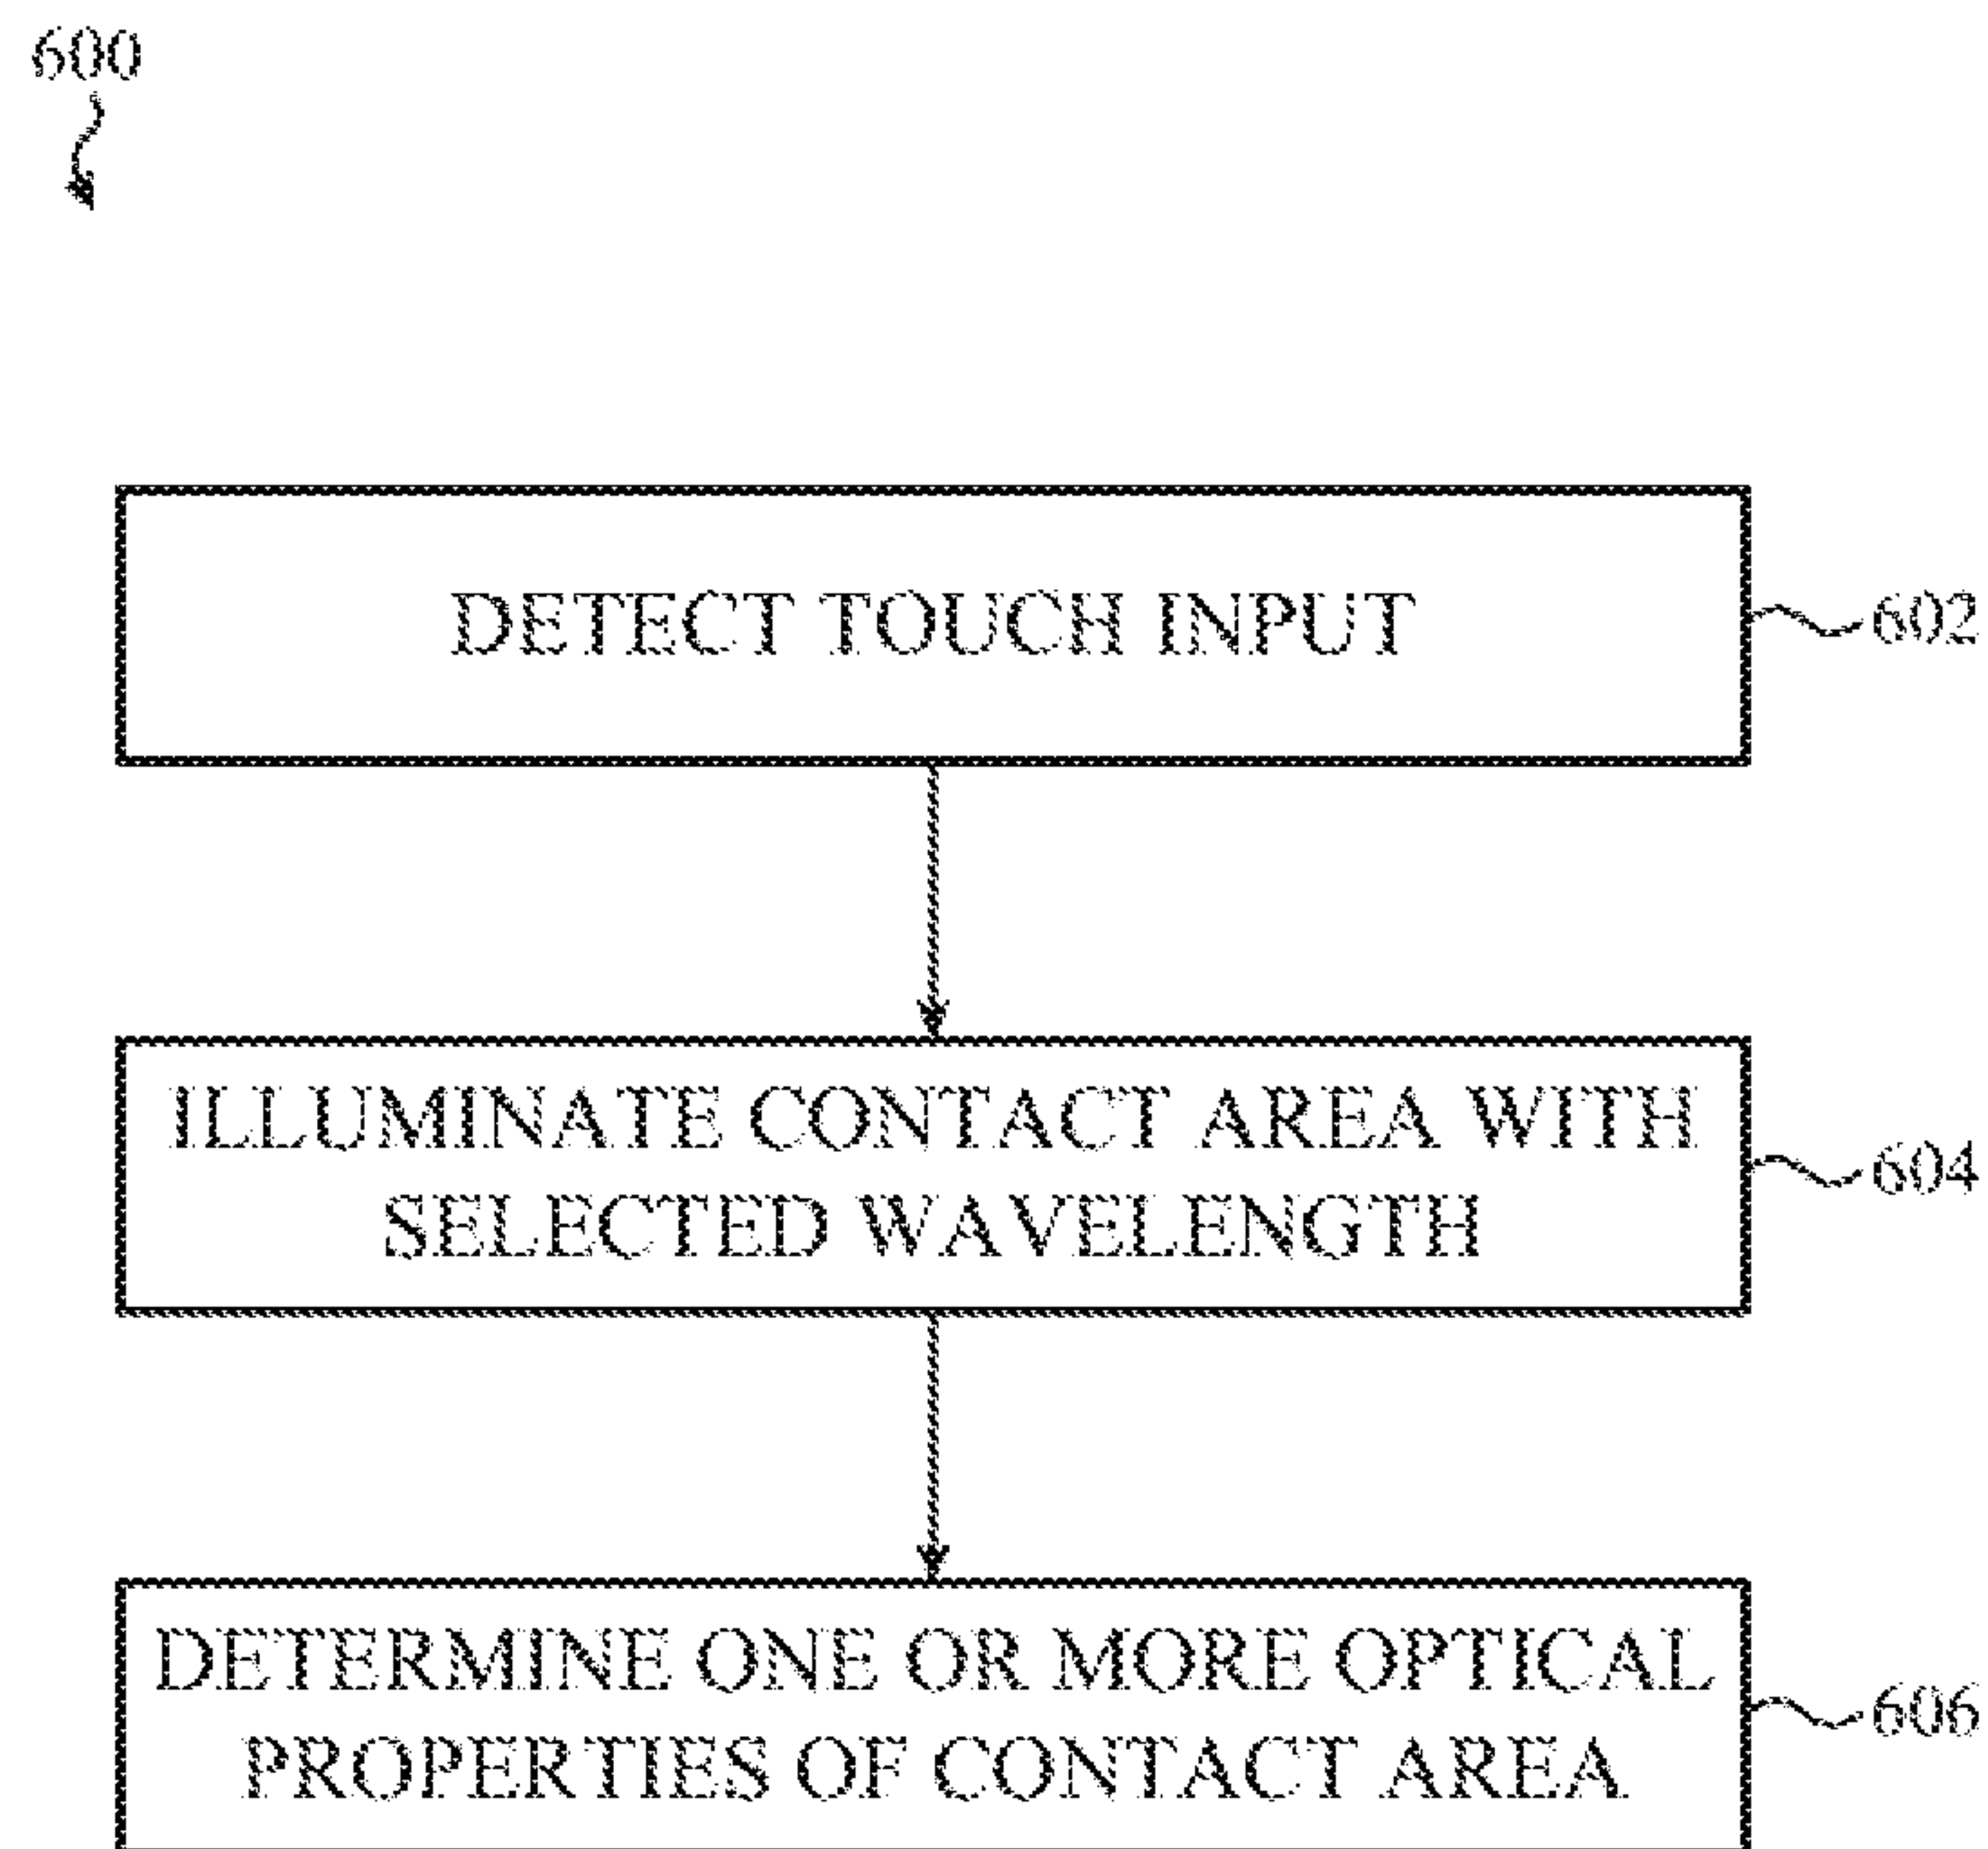 600
DETECT TOUCH INPUT
602
ILLUMINATE CONTACT AREA WITH
SELECTED WAVELENGTH
604
DETERMINE ONE OR MORE OPTICAL
PROPERTIES OF CONTACT AREA
606